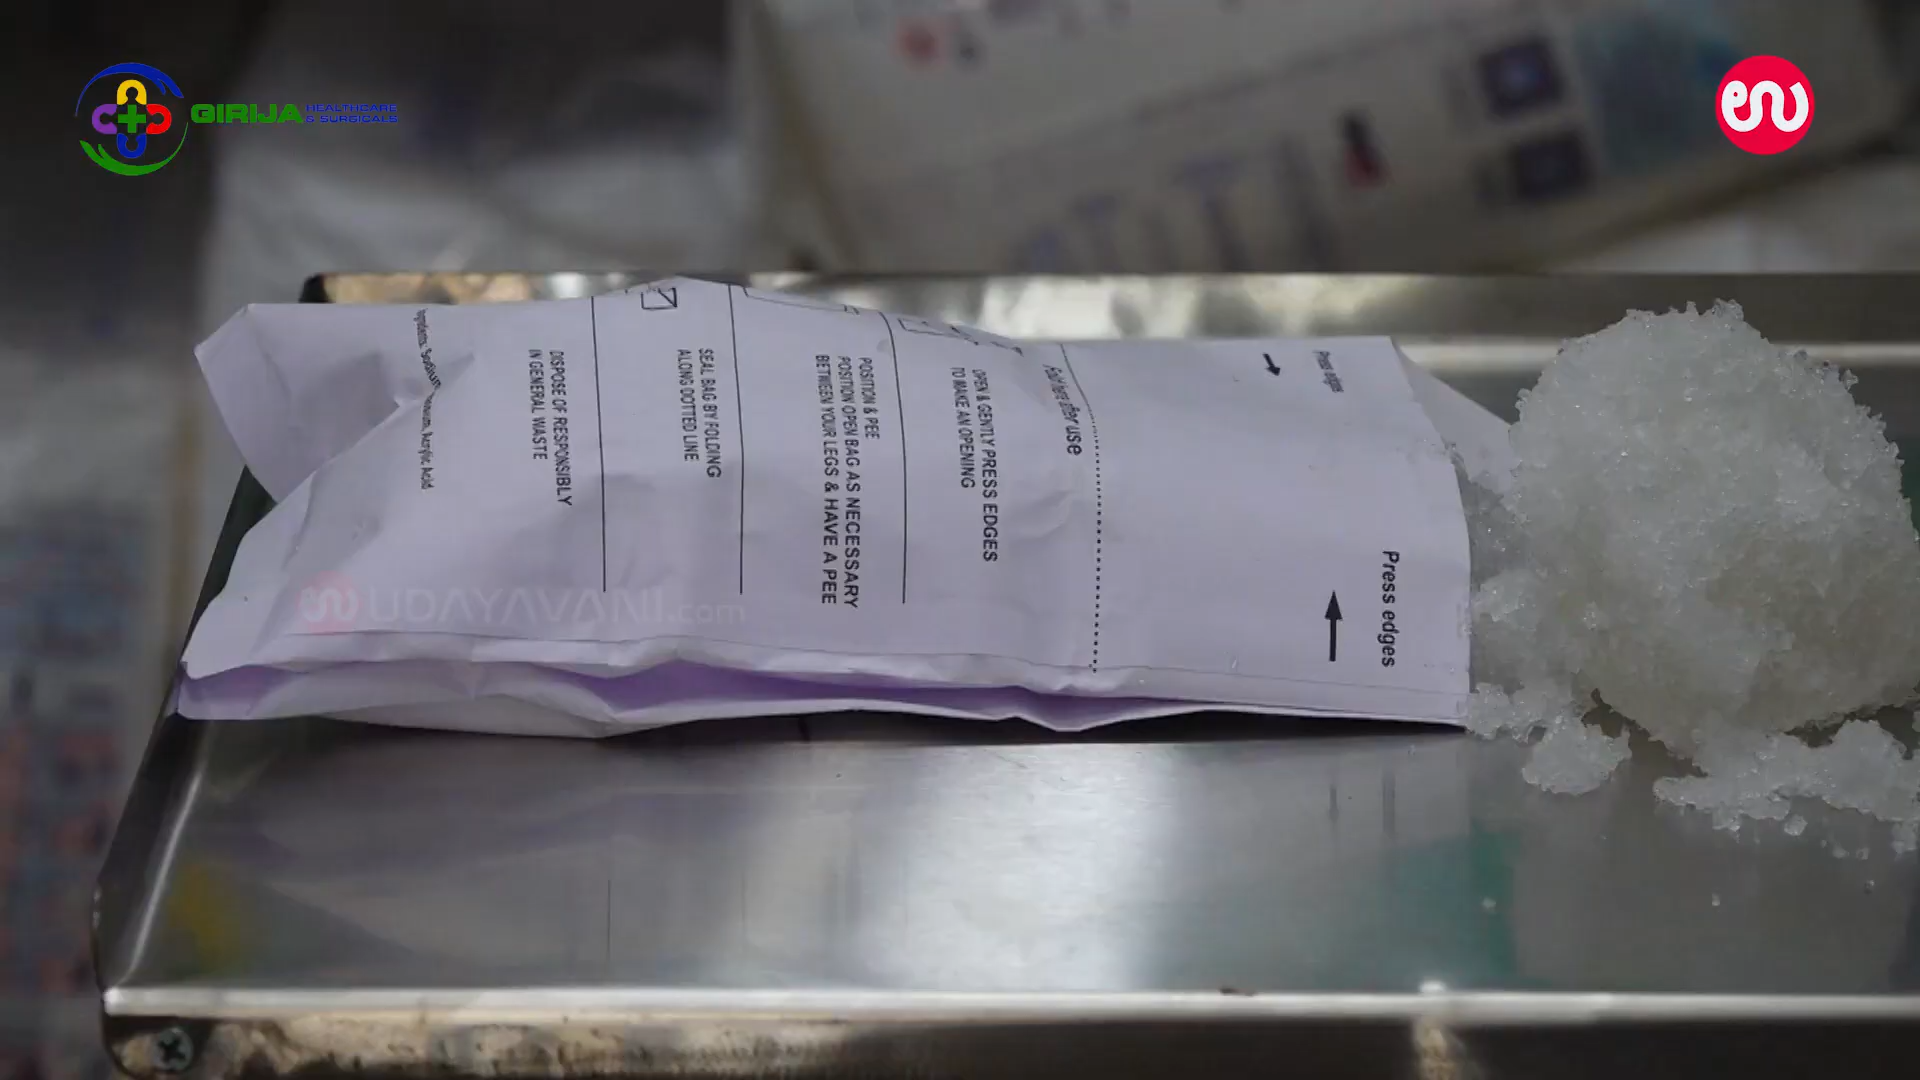 GIRIJA HEALTHCARE
& SURGICALS
ಉ
Press edges
Press edges
Fold here after use
OPEN & GENTLY PRESS EDGES
TO MAKE AN OPENING
POSITION & PEE
POSITION OPEN BAG AS NECESSARY
BETWEEN YOUR LEGS & HAVE A PEE
SEAL BAG BY FOLDING
ALONG DOTTED LINE
DISPOSE OF RESPONSIBLY
IN GENERAL WASTE
Ingredients: Sodium Acrylic Acid
UDAYAVANI.com